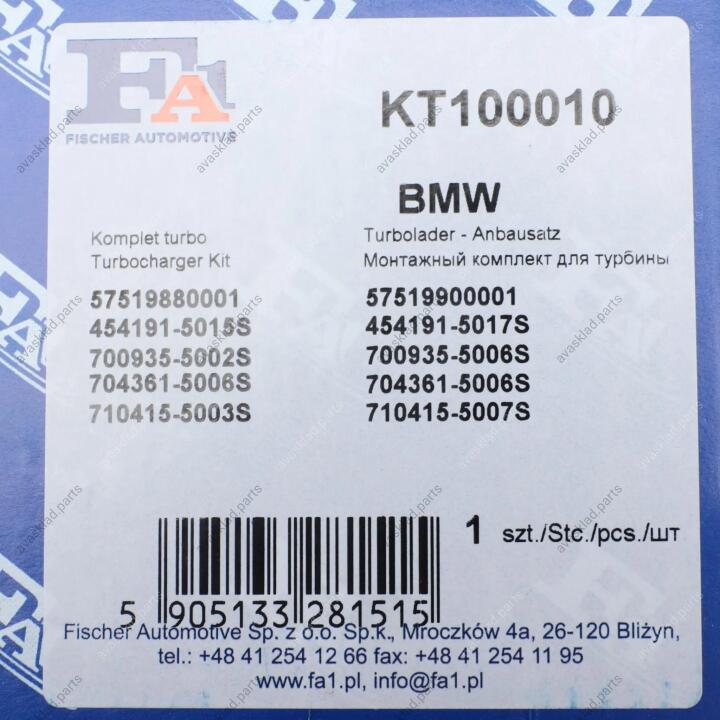 FA1
FISCHER AUTOMOTIVE
KT100010
BMW
Komplet turbo
Turbocharger Kit
Turbolader - Anbausatz
Монтажный комплект для турбины
57519880001
454191-5015S
700935-5002S
704361-5006S
710415-5003S
57519900001
454191-5017S
700935-5006S
704361-5006S
710415-5007S
1 szt./Stc./pcs./шт
5 905133 281515
Fischer Automotive Sp. z o.o. Sp.k., Mroczków 4a, 26-120 Bliżyn,
tel.: +48 41 254 12 66 fax: +48 41 254 11 95
www.fa1.pl, info@fa1.pl
avasklad.parts